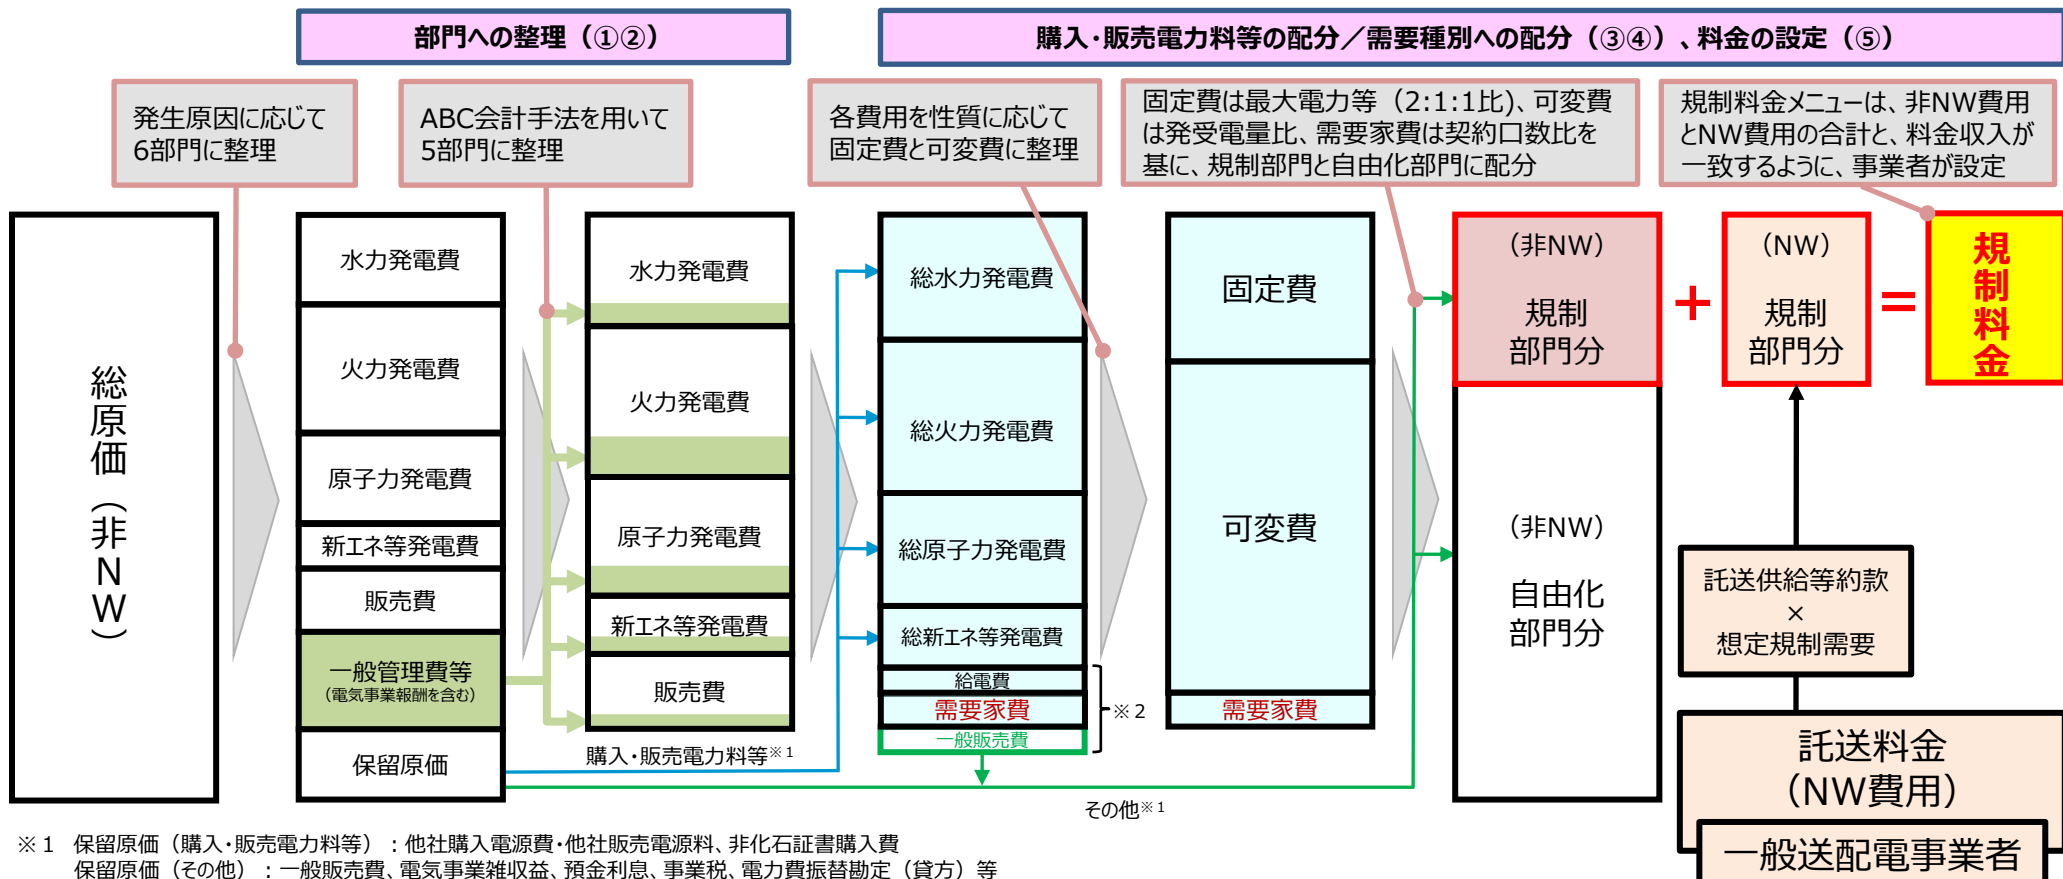 部門への整理（①②）
購入・販売電力料等の配分／需要種別への配分（③④）、料金の設定（⑤）
発生原因に応じて
6部門に整理
ABC会計手法を用いて
5部門に整理
各費用を性質に応じて
固定費と可変費に整理
固定費は最大電力等（2:1:1比)、可変費
は発受電量比、需要家費は契約口数比を
基に、規制部門と自由化部門に配分
規制料金メニューは、非NW費用
とNW費用の合計と、料金収入が
一致するように、事業者が設定
総原価（非NW）
水力発電費
火力発電費
原子力発電費
新エネ等発電費
販売費
一般管理費等
（電気事業報酬を含む）
保留原価
水力発電費
火力発電費
原子力発電費
新エネ等発電費
販売費
購入・販売電力料等※1
総水力発電費
総火力発電費
総原子力発電費
総新エネ等発電費
給電費
需要家費
一般販売費
※2
その他※1
固定費
可変費
需要家費
（非NW）
規制
部門分
（非NW）
自由化
部門分
＋
（NW）
規制
部門分
＝
規制料金
託送供給等約款
×
想定規制需要
託送料金
（NW費用）
一般送配電事業者
※1 保留原価（購入・販売電力料等）：他社購入電源費・他社販売電源料、非化石証書購入費
保留原価（その他）：一般販売費、電気事業雑収益、預金利息、事業税、電力費振替勘定（貸方）等